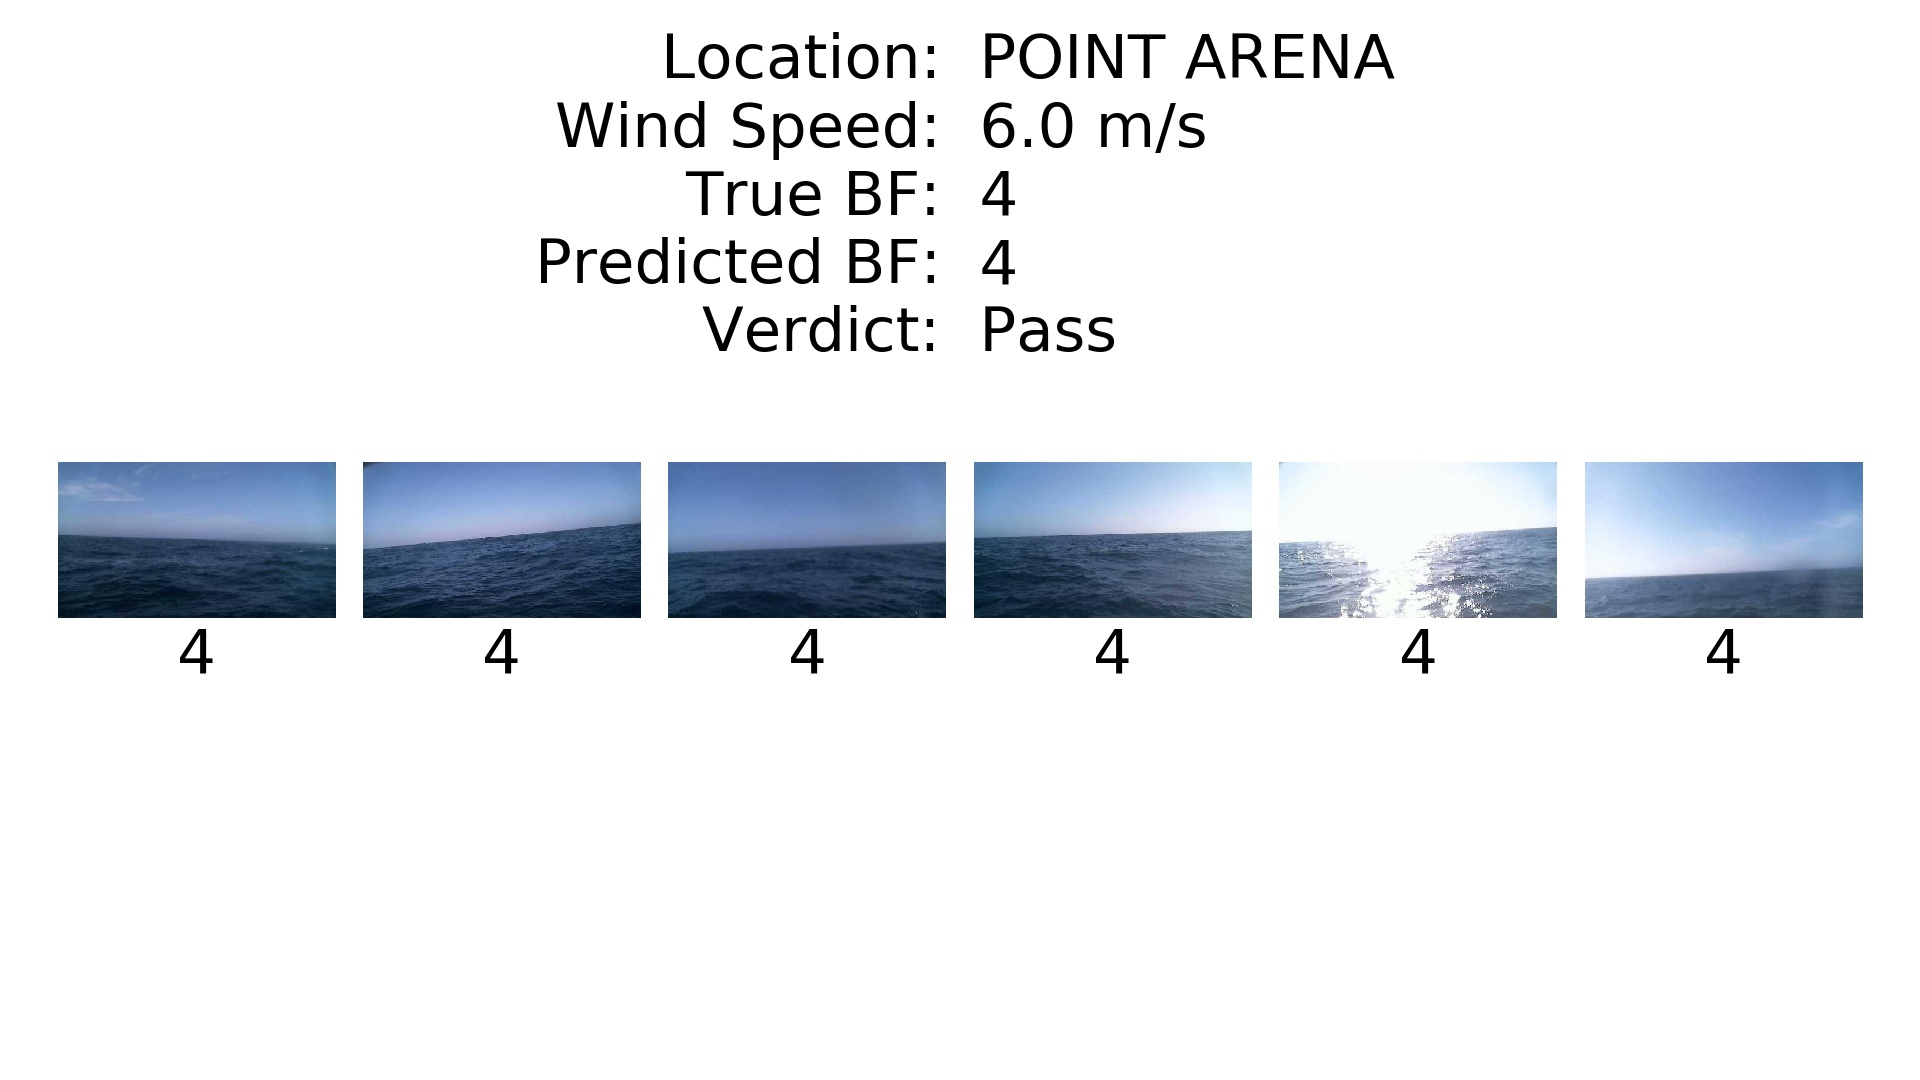 Location: POINT ARENA
Wind Speed: 6.0 m/s
True BF: 4
Predicted BF: 4
Verdict: Pass
4 4 4 4 4 4